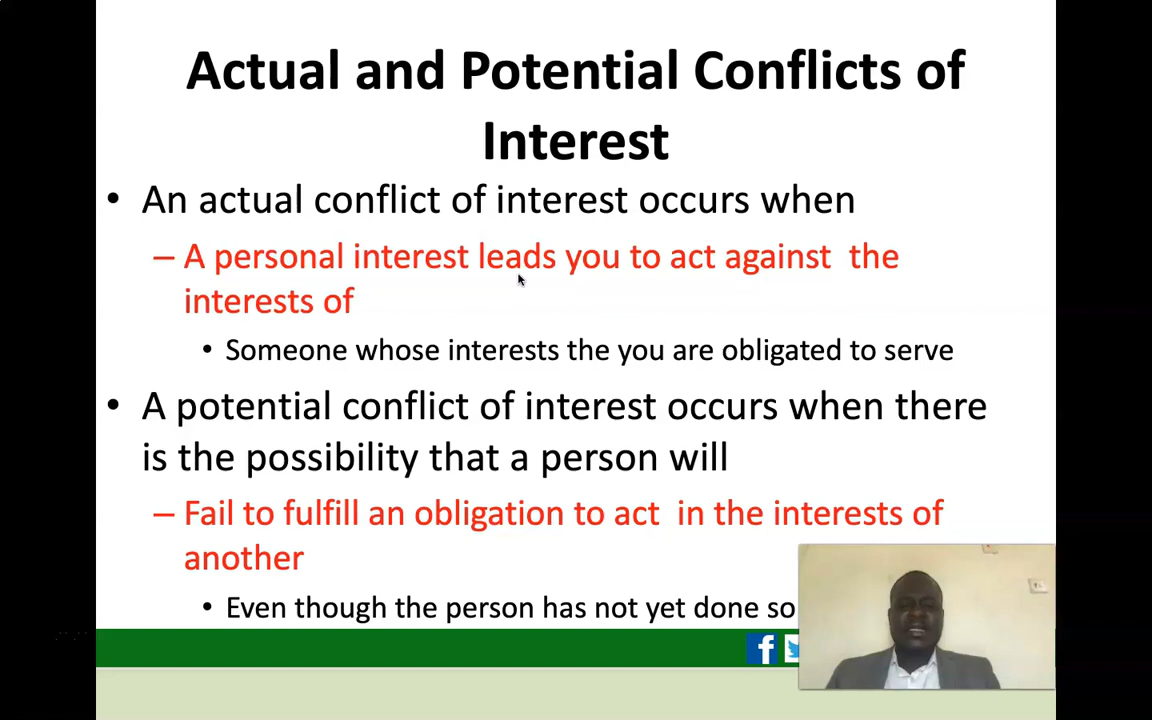 Actual and Potential Conflicts of
Interest
• An actual conflict of interest occurs when
– A personal interest leads you to act against  the
interests of
• Someone whose interests the you are obligated to serve
• A potential conflict of interest occurs when there
is the possibility that a person will
– Fail to fulfill an obligation to act  in the interests of
another
• Even though the person has not yet done so
f